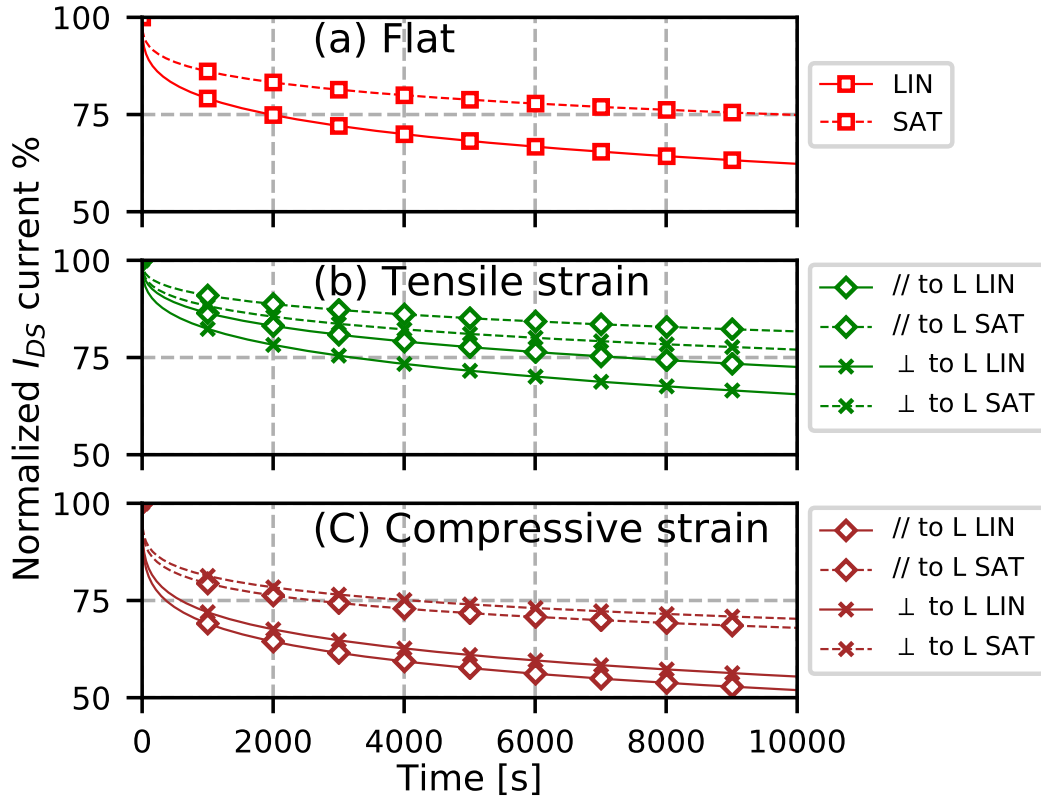 Normalized I_DS current %
100
75
50
(a) Flat
LIN
SAT
100
75
50
(b) Tensile strain
// to L LIN
// to L SAT
⊥ to L LIN
⊥ to L SAT
100
75
50
(C) Compressive strain
// to L LIN
// to L SAT
⊥ to L LIN
⊥ to L SAT
0 2000 4000 6000 8000 10000
Time [s]